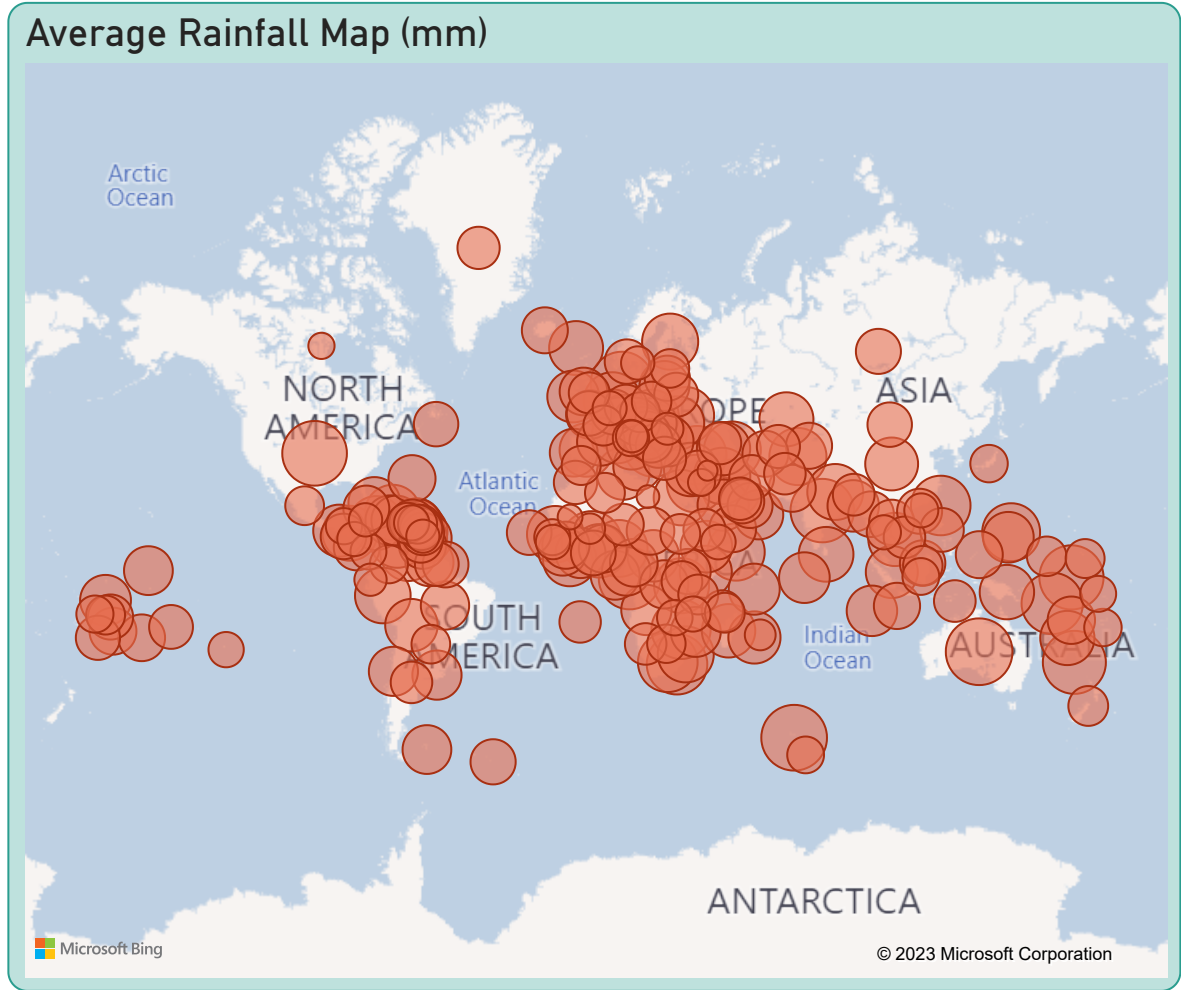 Average Rainfall Map (mm)
Arctic
Ocean
NORTH
AMERICA
OPE
ASIA
Atlantic
Ocean
A
SOUTH
AMERICA
Indian
Ocean
AUSTRALIA
ANTARCTICA
Microsoft Bing
© 2023 Microsoft Corporation